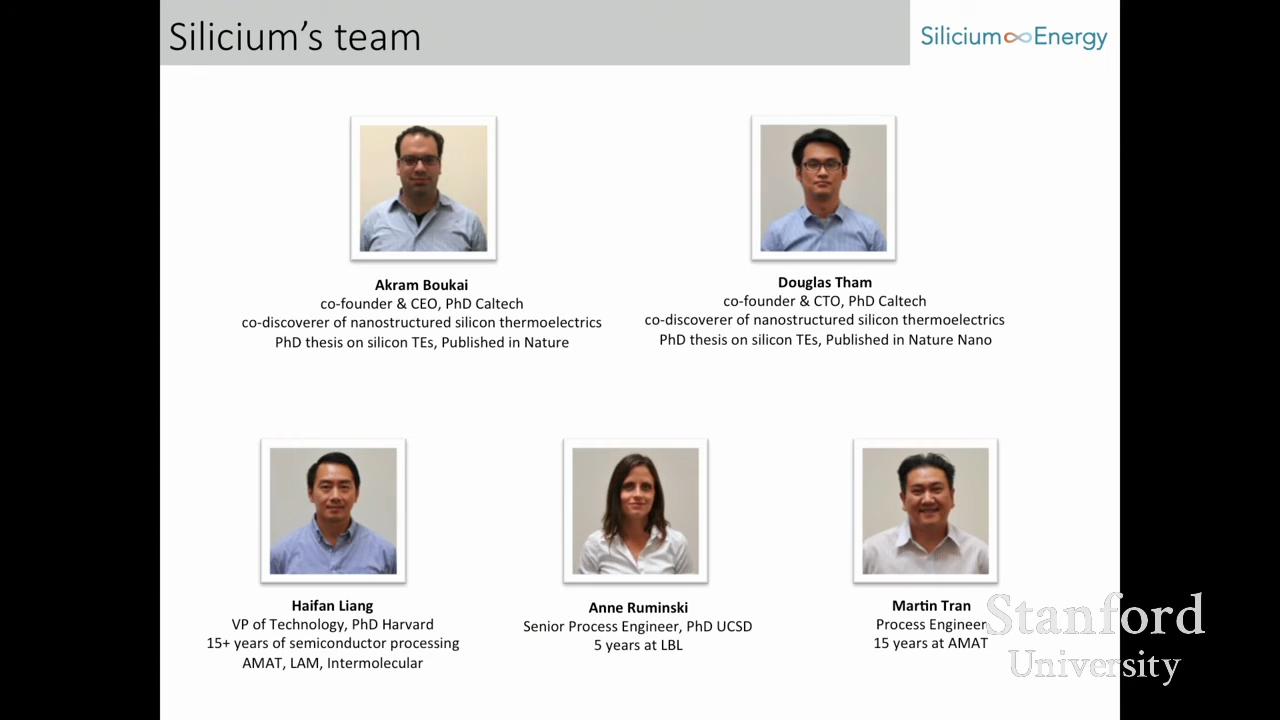 Silicium's team
Silicium Energy
Akram Boukai
co-founder & CEO, PhD Caltech
co-discoverer of nanostructured silicon thermoelectrics
PhD thesis on silicon TEs, Published in Nature
Douglas Tham
co-founder & CTO, PhD Caltech
co-discoverer of nanostructured silicon thermoelectrics
PhD thesis on silicon TEs, Published in Nature Nano
Haifan Liang
VP of Technology, PhD Harvard
15+ years of semiconductor processing
AMAT, LAM, Intermolecular
Anne Ruminski
Senior Process Engineer, PhD UCSD
5 years at LBL
Martin Tran
Process Engineer
15 years at AMAT
Stanford
University